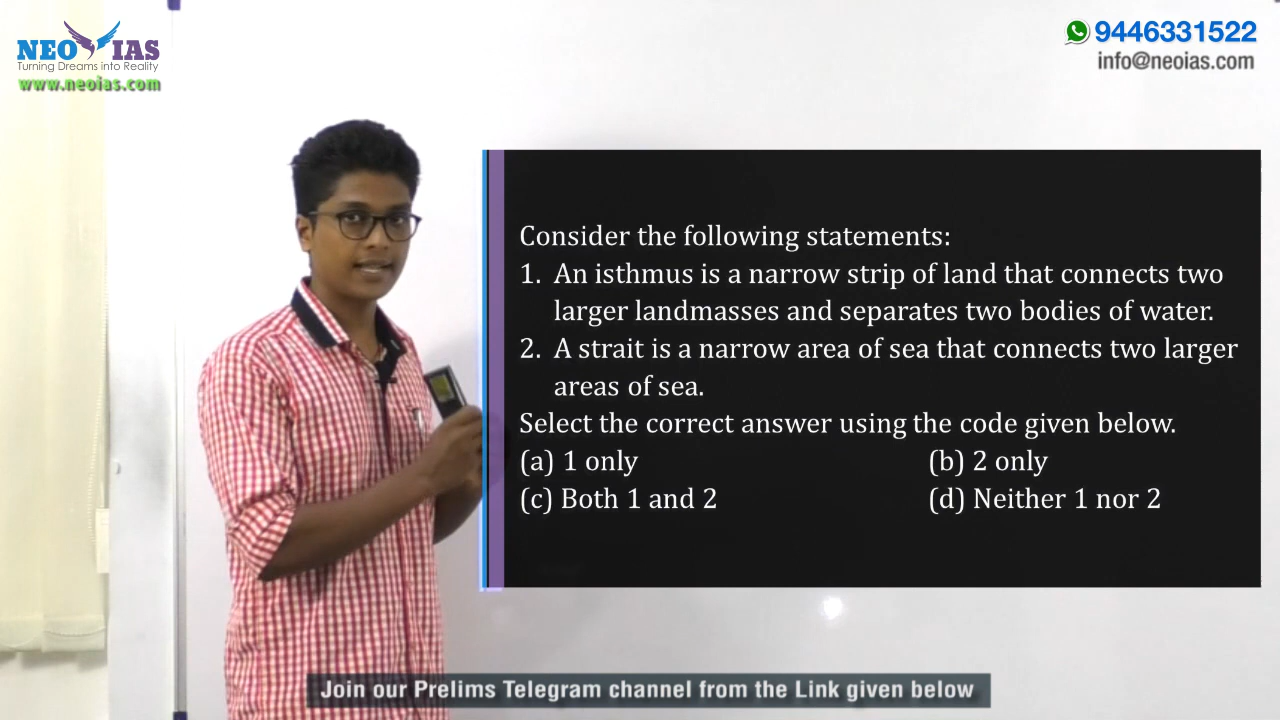 NEO IAS
Turning Dreams into Reality
www.neoias.com
9446331522
info@neoias.com
Consider the following statements:
1. An isthmus is a narrow strip of land that connects two
larger landmasses and separates two bodies of water.
2. A strait is a narrow area of sea that connects two larger
areas of sea.
Select the correct answer using the code given below.
(a) 1 only (b) 2 only
(c) Both 1 and 2 (d) Neither 1 nor 2
Join our Prelims Telegram channel from the Link given below